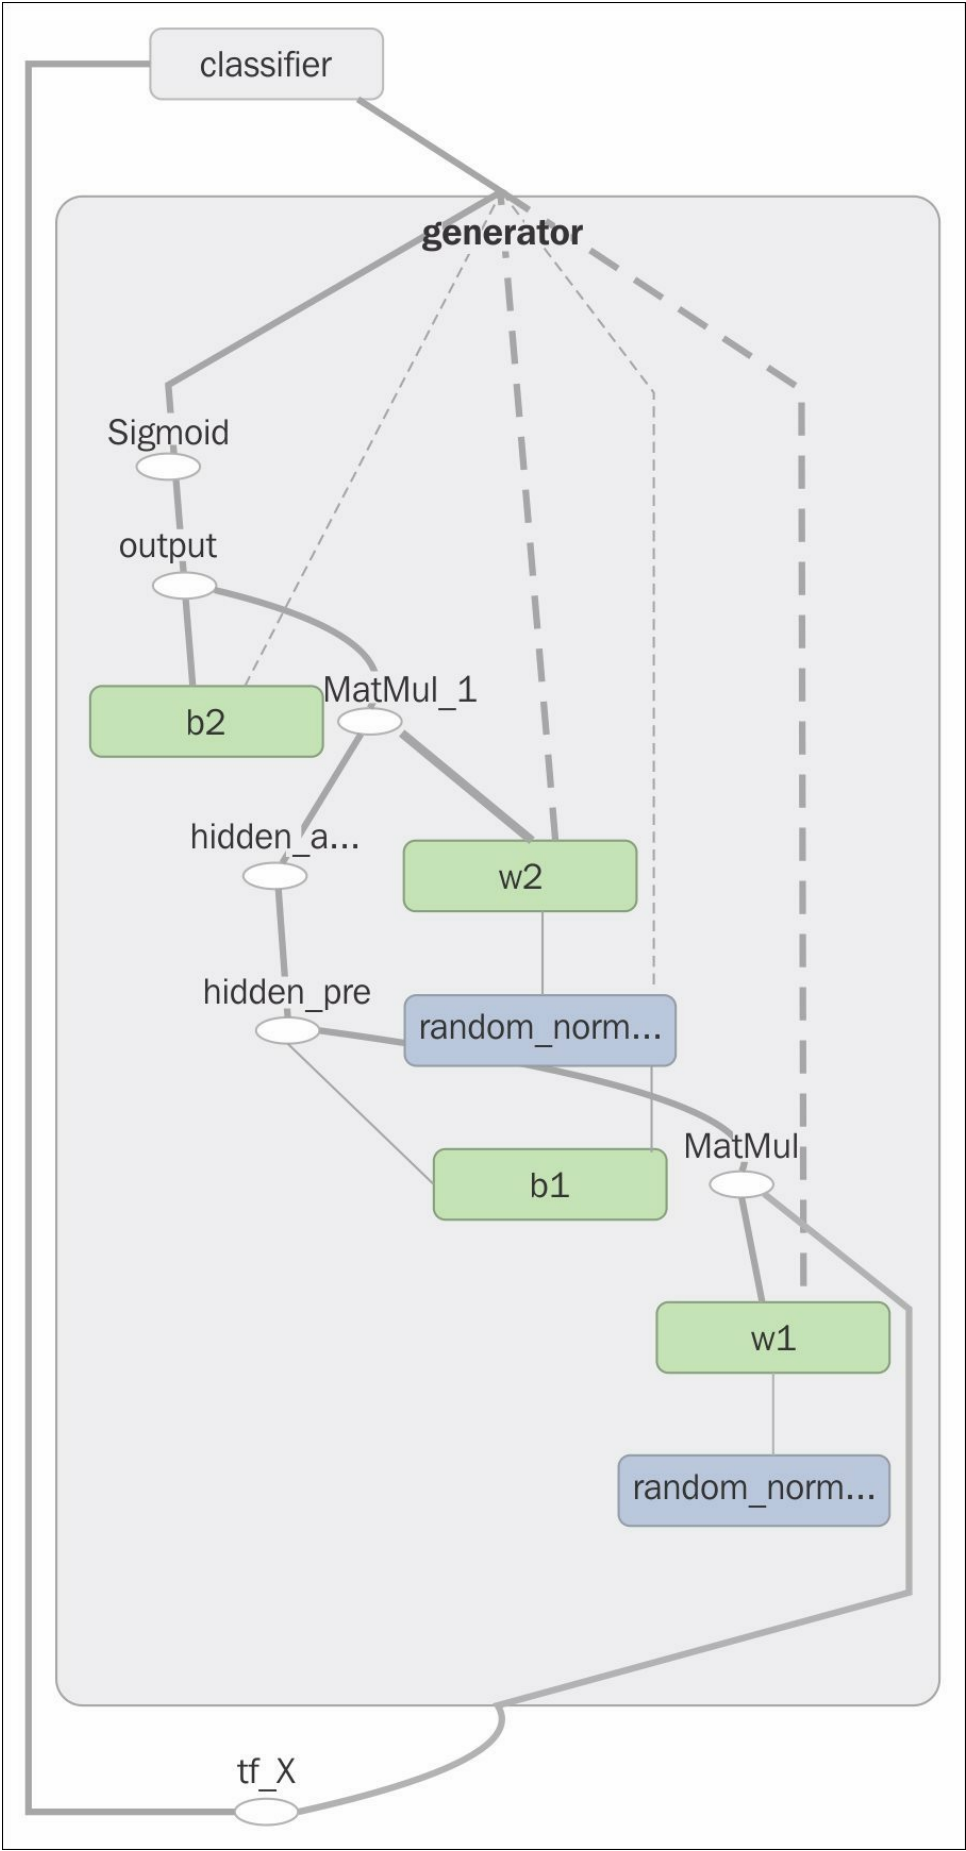 classifier
generator
Sigmoid
output
MatMul_1
b2
hidden_a...
w2
hidden_pre
random_norm...
MatMul
b1
w1
random_norm...
tf_X